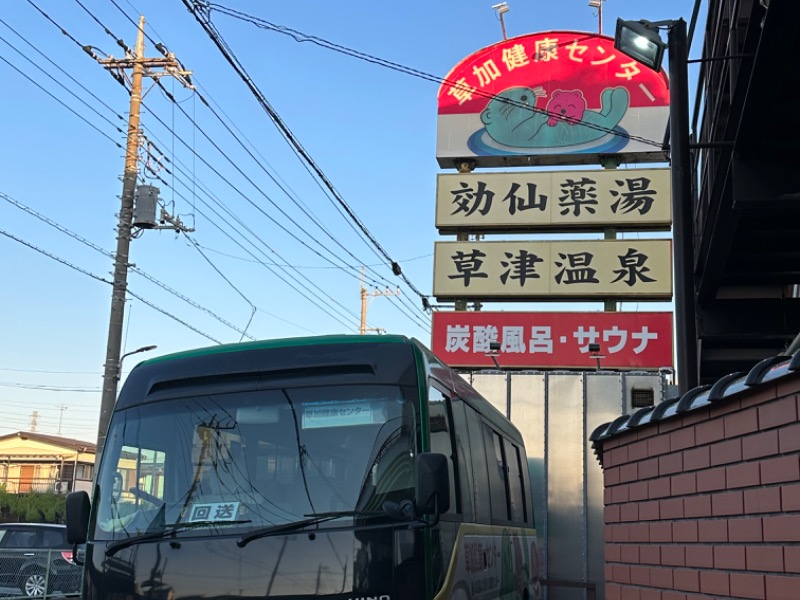 草加健康センター
効仙薬湯
草津温泉
炭酸風呂・サウナ
草加健康センター
回送
HINO